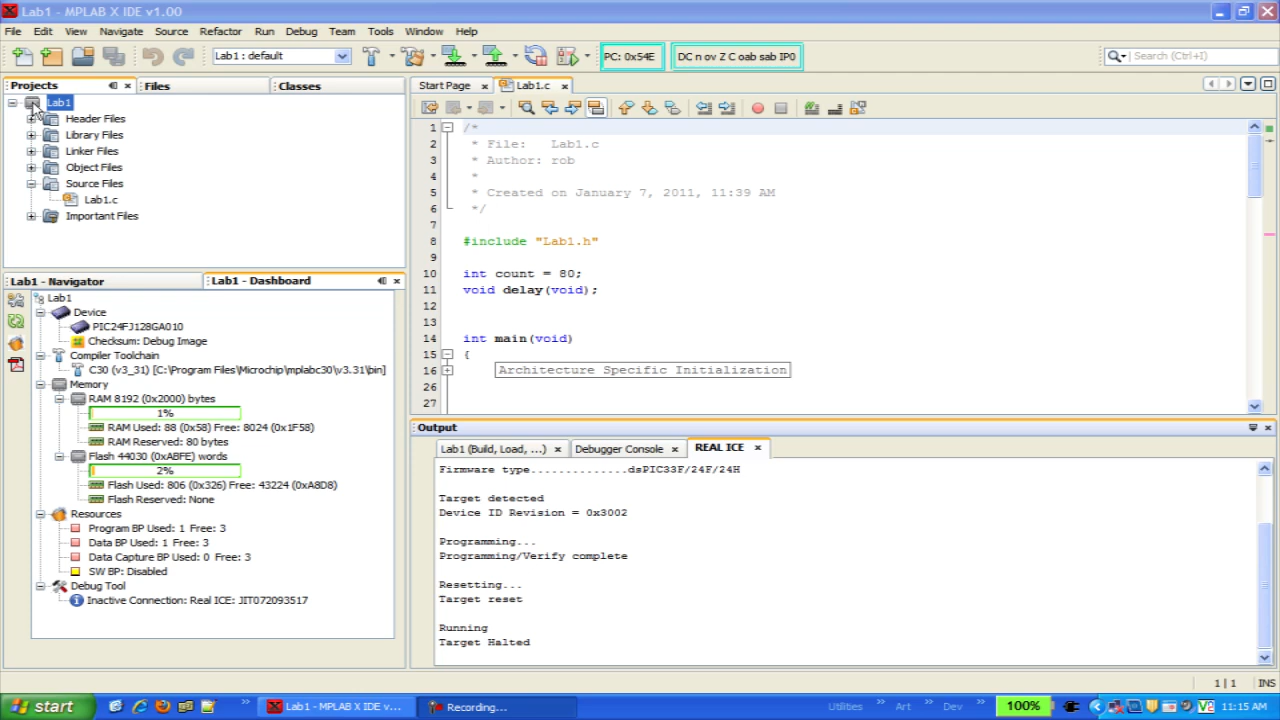 Lab1 - MPLAB X IDE v1.00
File Edit View Navigate Source Refactor Run Debug Team Tools Window Help
Lab1 : default
PC: 0x54E
DC n ov Z C oab sab IP0
Search (Ctrl+I)
Projects
Files
Classes
Lab1
Header Files
Library Files
Linker Files
Object Files
Source Files
Lab1.c
Important Files
Lab1 - Navigator
Lab1 - Dashboard
Lab1
Device
PIC24FJ128GA010
Checksum: Debug Image
Compiler Toolchain
C30 (v3_31) [C:\Program Files\Microchip\mplabc30\v3.31\bin]
Memory
RAM 8192 (0x2000) bytes
1%
RAM Used: 88 (0x58) Free: 8024 (0x1F58)
RAM Reserved: 80 bytes
Flash 44030 (0xABFE) words
2%
Flash Used: 806 (0x326) Free: 43224 (0xA8D8)
Flash Reserved: None
Resources
Program BP Used: 1 Free: 3
Data BP Used: 1 Free: 3
Data Capture BP Used: 0 Free: 3
SW BP: Disabled
Debug Tool
Inactive Connection: Real ICE: JIT072093517
Start Page
Lab1.c
1 /*
2 * File: Lab1.c
3 * Author: rob
4 *
5 * Created on January 7, 2011, 11:39 AM
6 */
7
8 #include "Lab1.h"
9
10 int count = 80;
11 void delay(void);
12
13
14 int main(void)
15 {
16 Architecture Specific Initialization
26
27
Output
Lab1 (Build, Load, ...)
Debugger Console
REAL ICE
Firmware type..............dsPIC33F/24F/24H
Target detected
Device ID Revision = 0x3002
Programming...
Programming/Verify complete
Resetting...
Target reset
Running
Target Halted
1 | 1 INS
start
Lab1 - MPLAB X IDE v...
Recording...
Utilities
Art
Dev
100%
V2
11:15 AM